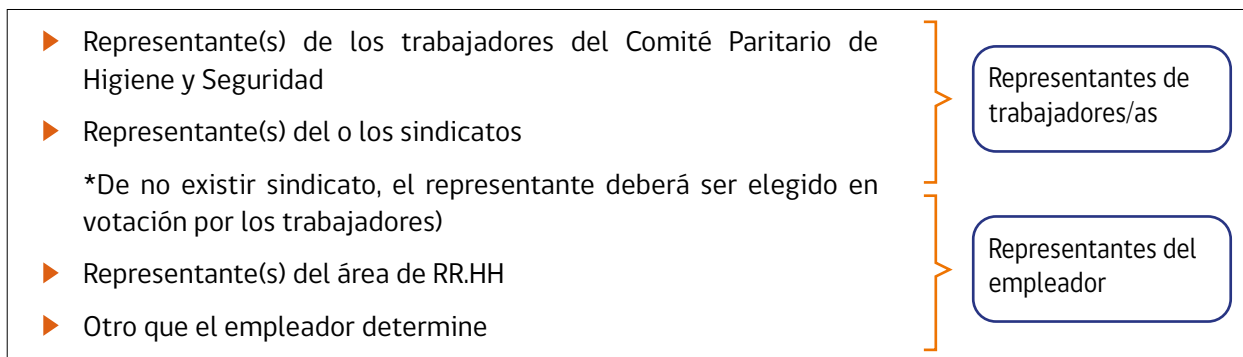 Representante(s) de los trabajadores del Comité Paritario de
Higiene y Seguridad
Representante(s) del o los sindicatos
*De no existir sindicato, el representante deberá ser elegido en
votación por los trabajadores)
Representante(s) del área de RR.HH
Otro que el empleador determine
Representantes de
trabajadores/as
Representantes del
empleador